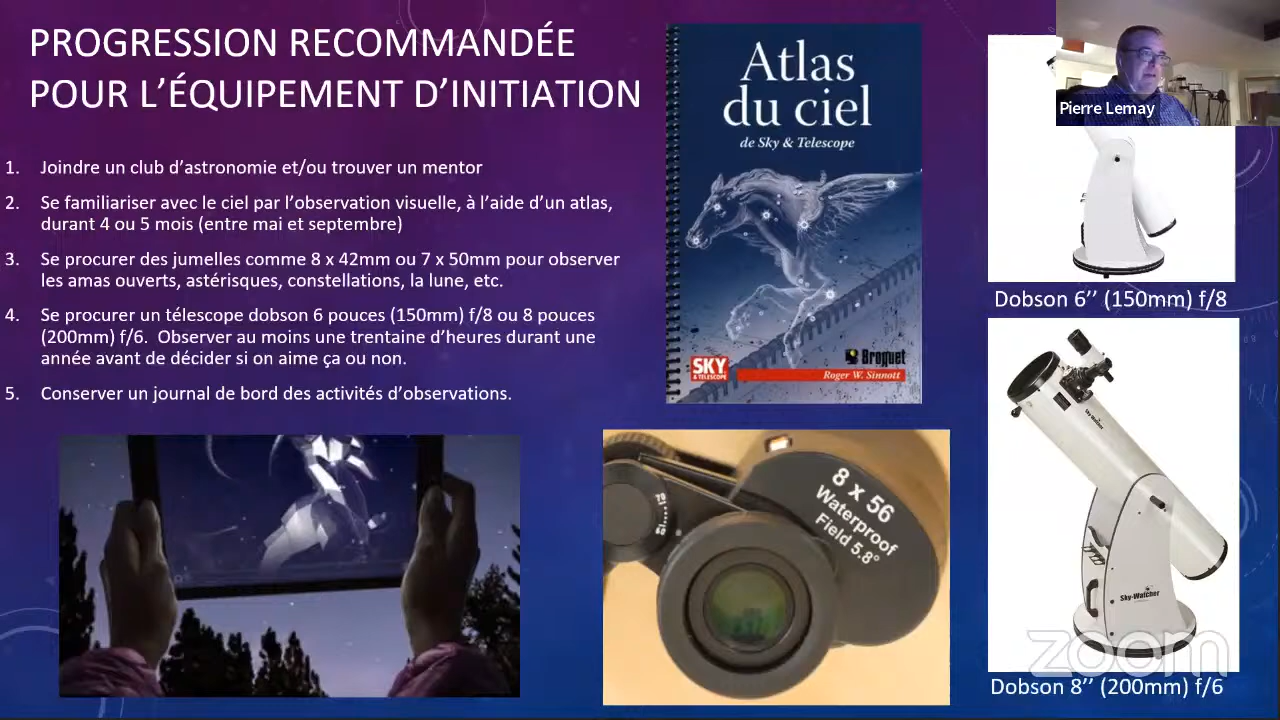 PROGRESSION RECOMMANDÉE
POUR L’ÉQUIPEMENT D’INITIATION
1. Joindre un club d’astronomie et/ou trouver un mentor
2. Se familiariser avec le ciel par l’observation visuelle, à l’aide d’un atlas,
durant 4 ou 5 mois (entre mai et septembre)
3. Se procurer des jumelles comme 8 x 42mm ou 7 x 50mm pour observer
les amas ouverts, astérisques, constellations, la lune, etc.
4. Se procurer un télescope dobson 6 pouces (150mm) f/8 ou 8 pouces
(200mm) f/6. Observer au moins une trentaine d’heures durant une
année avant de décider si on aime ça ou non.
5. Conserver un journal de bord des activités d’observations.
Atlas
du ciel
de Sky & Telescope
SKY
& TELESCOPE
Broquet
Roger W. Sinnott
8 x 56
Waterproof
Field 5.8°
Pierre Lemay
Dobson 6’’ (150mm) f/8
Sky-Watcher
Sky-Watcher
zoom
Dobson 8’’ (200mm) f/6